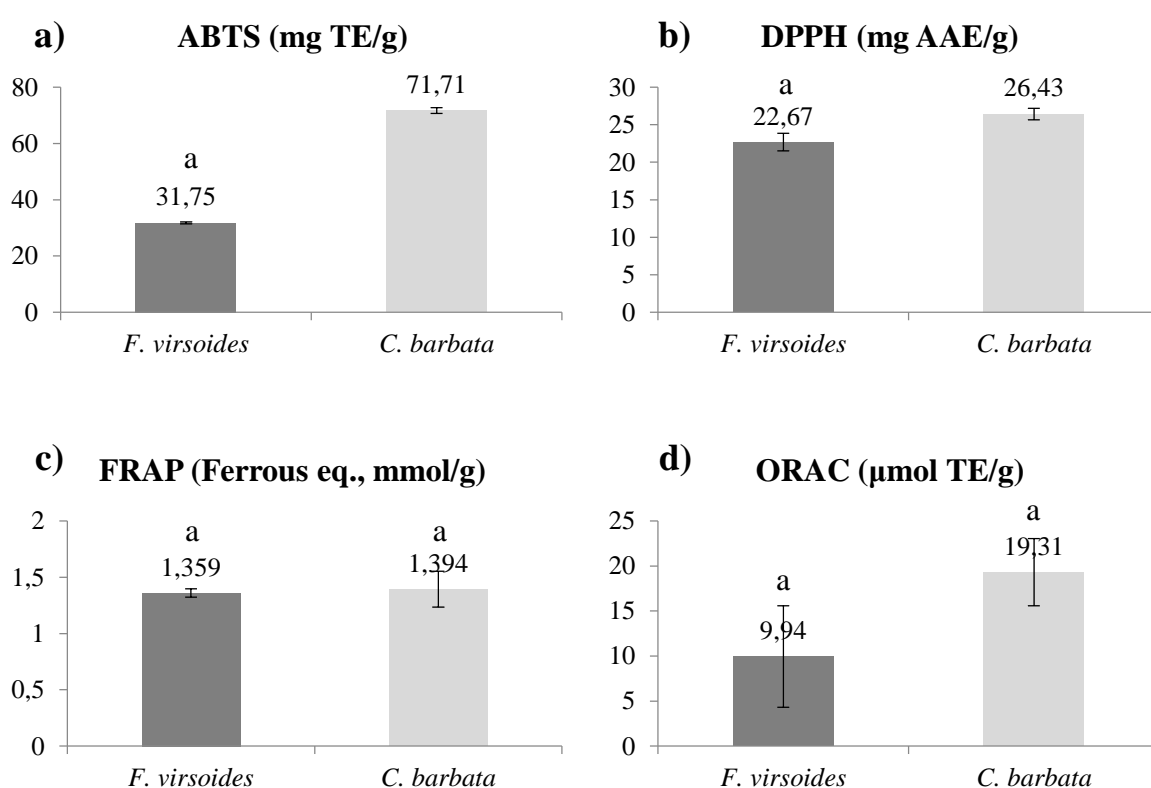 a) ABTS (mg TE/g)
80
60
40
20
0
71,71
a
31,75
F. virsoides C. barbata
b) DPPH (mg AAE/g)
30
25
20
15
10
5
0
a
22,67
26,43
F. virsoides C. barbata
c) FRAP (Ferrous eq., mmol/g)
2
1,5
1
0,5
0
a a
1,359 1,394
F. virsoides C. barbata
d) ORAC (µmol TE/g)
25
20
15
10
5
0
a
19,31
a
9,94
F. virsoides C. barbata